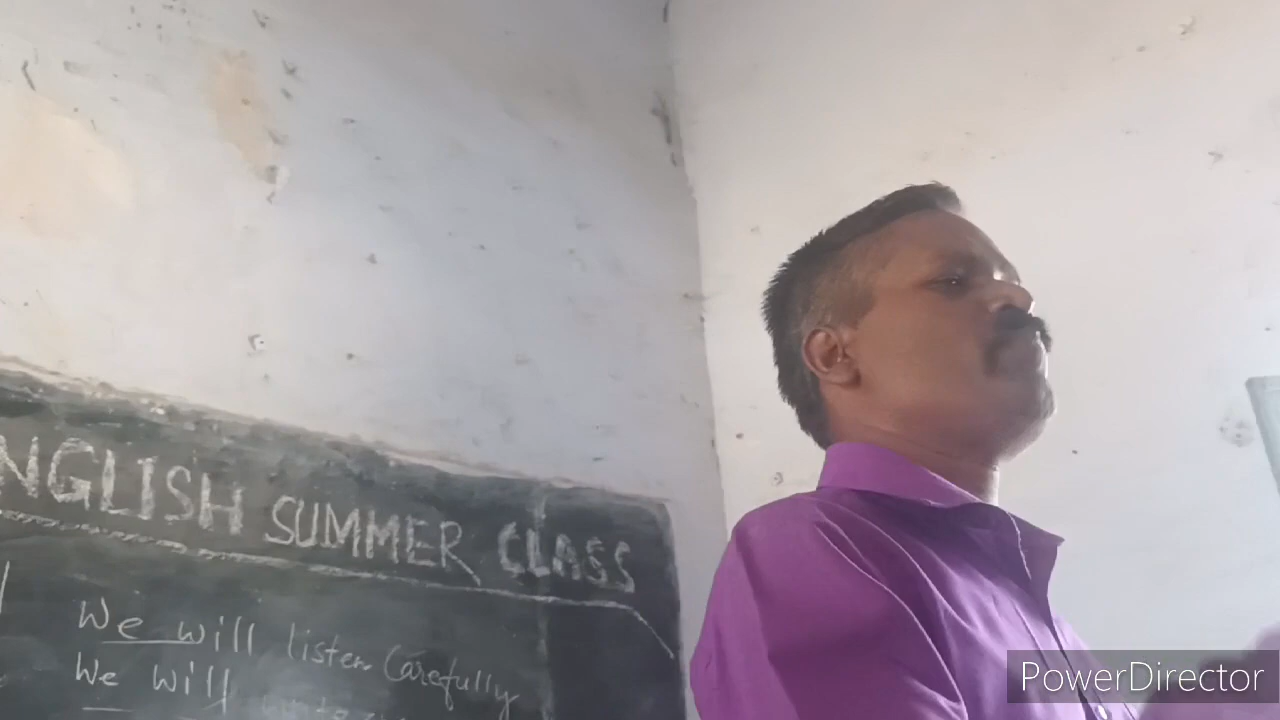 NGLISH SUMMER CLASS
We will listen Carefully
We will
PowerDirector